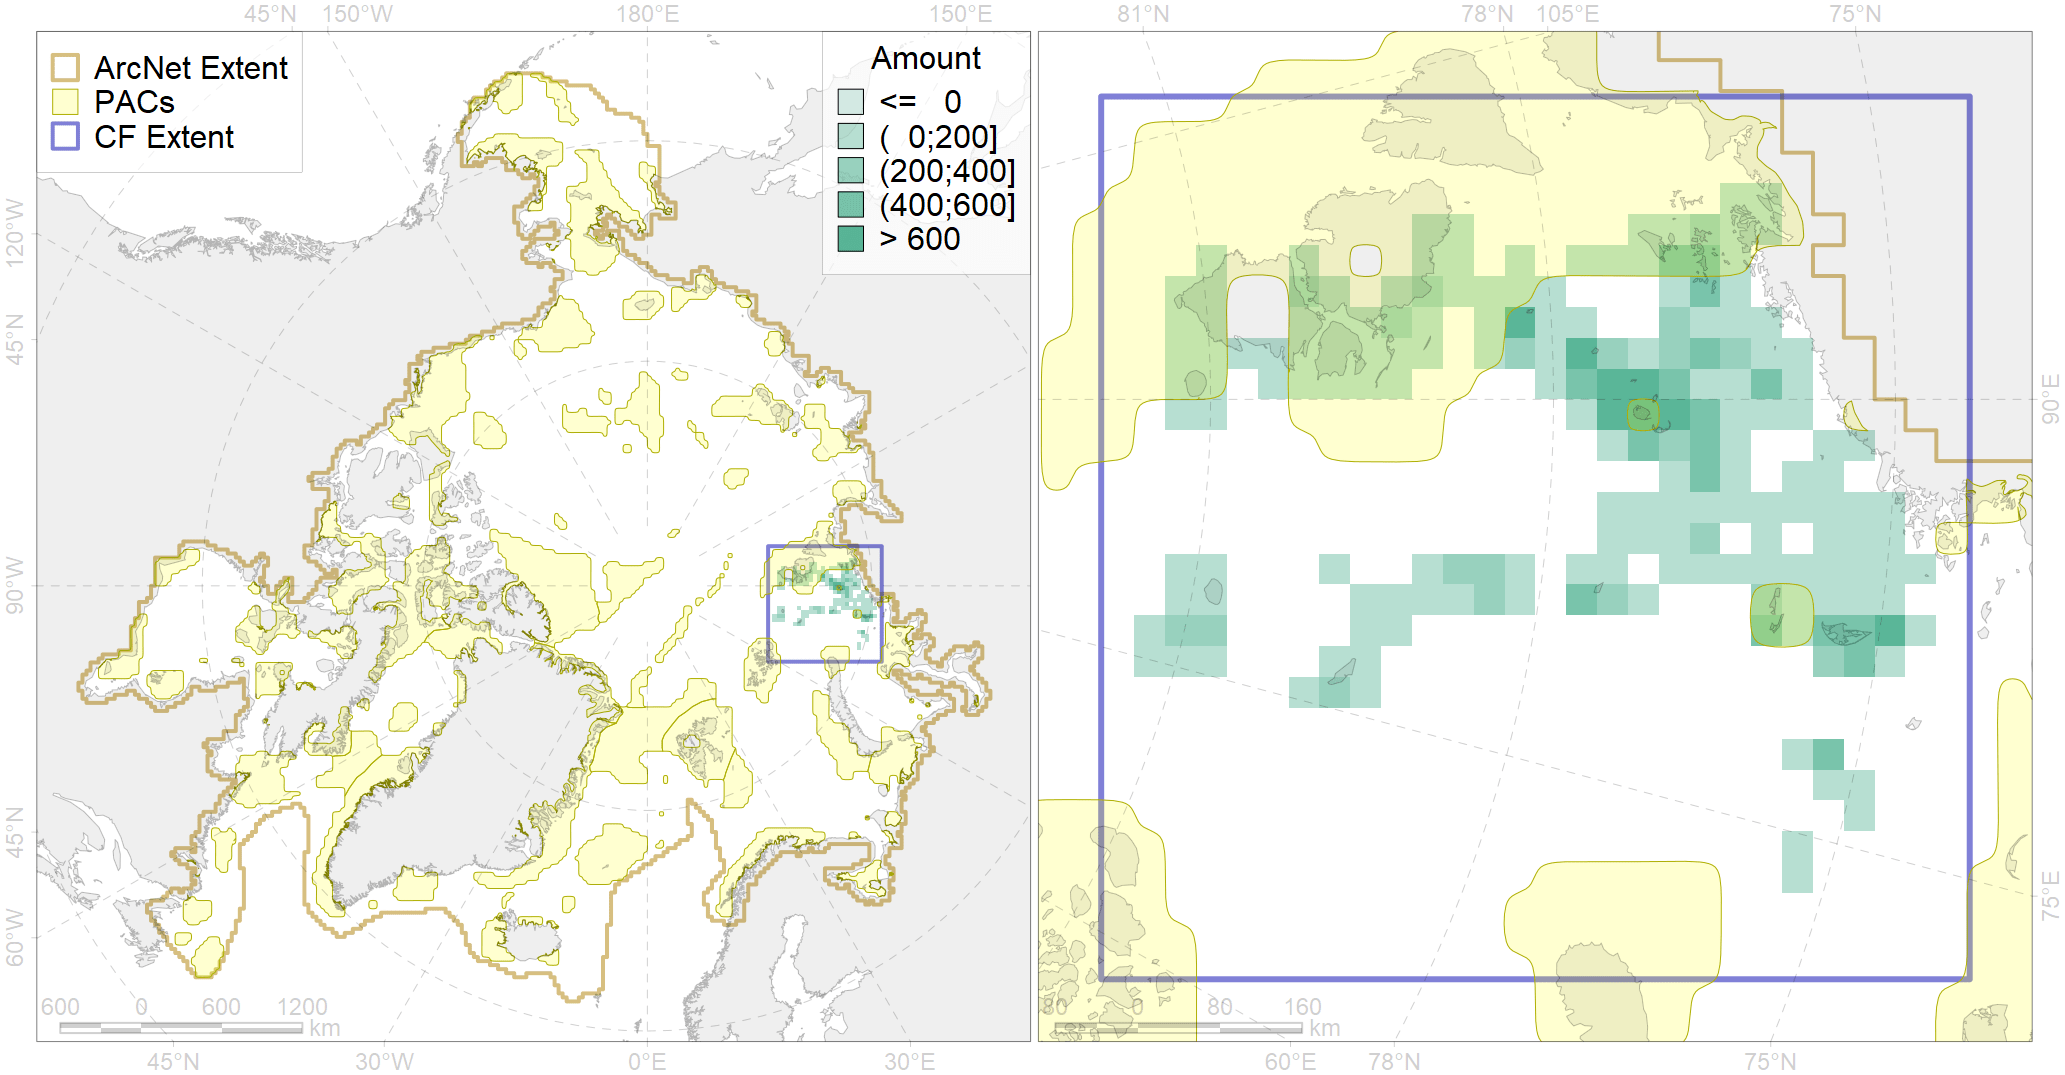 45°N 150°W 180°E 150°E 81°N 78°N 105°E 75°N
ArcNet Extent
PACs
CF Extent
Amount
<= 0
( 0;200]
(200;400]
(400;600]
> 600
120°W
45°N
90°W
45°N
60°W
90°E
75°E
600 0 600 1200
km
80 0 80 160
km
45°N 30°W 0°E 30°E 60°E 78°N 75°N